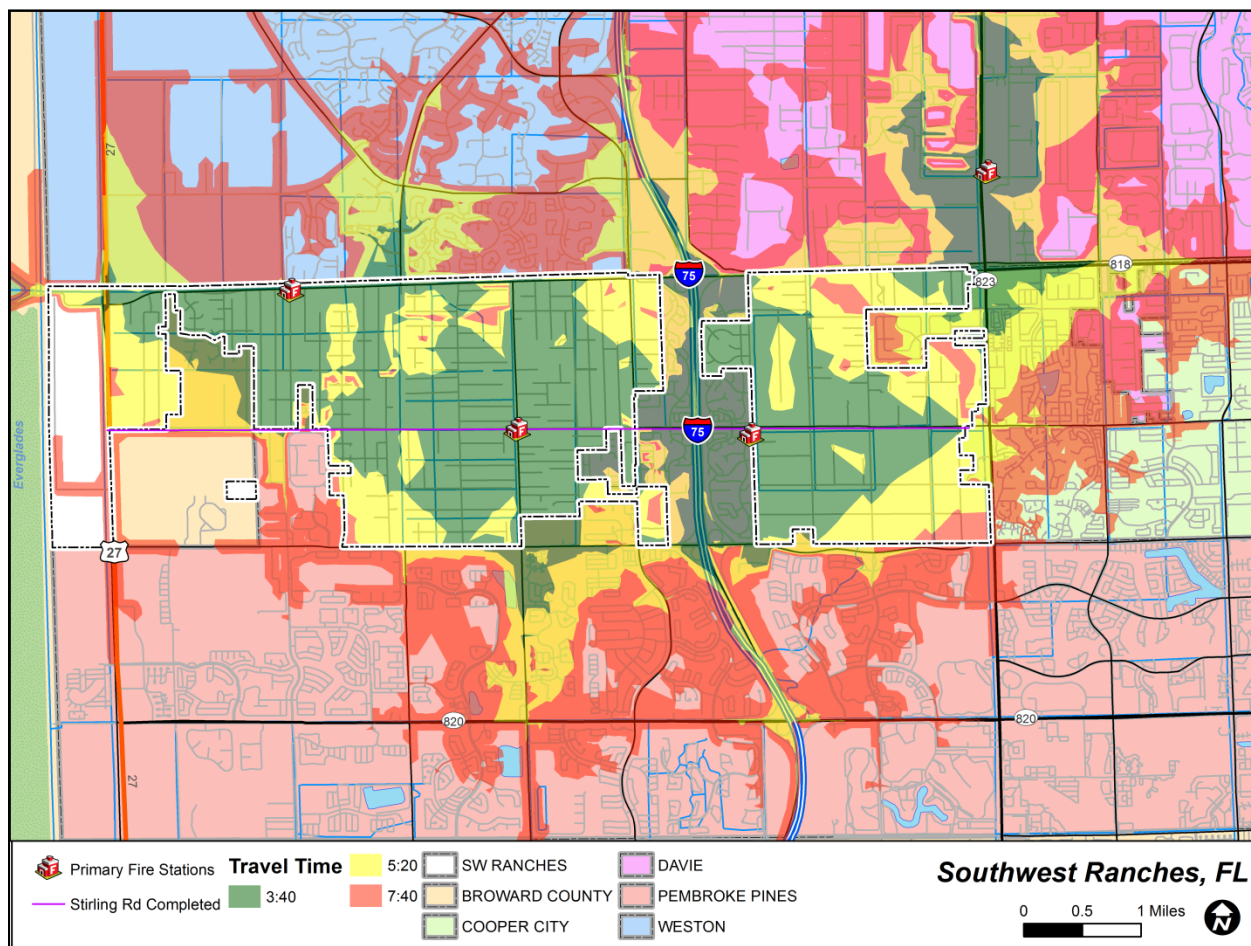 27
75
823
818
75
Everglades
27
820
820
27
Primary Fire Stations
Stirling Rd Completed
Travel Time
3:40
5:20
7:40
SW RANCHES
BROWARD COUNTY
COOPER CITY
DAVIE
PEMBROKE PINES
WESTON
Southwest Ranches, FL
0 0.5 1 Miles
N